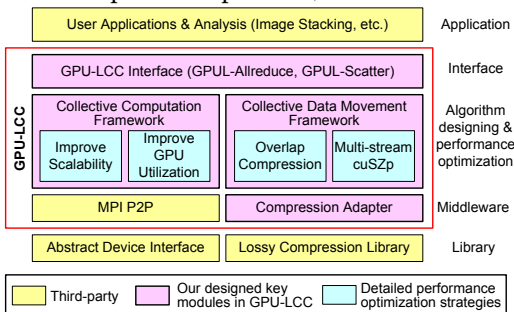 User Applications & Analysis (Image Stacking, etc.)
Application
GPU-LCC
GPU-LCC Interface (GPUL-Allreduce, GPUL-Scatter)
Interface
Collective Computation
Framework
Improve
Scalability
Improve
GPU
Utilization
Collective Data Movement
Framework
Overlap
Compression
Multi-stream
cuSZp
Algorithm
designing &
performance
optimization
MPI P2P
Compression Adapter
Middleware
Abstract Device Interface
Lossy Compression Library
Library
Third-party
Our designed key
modules in GPU-LCC
Detailed performance
optimization strategies